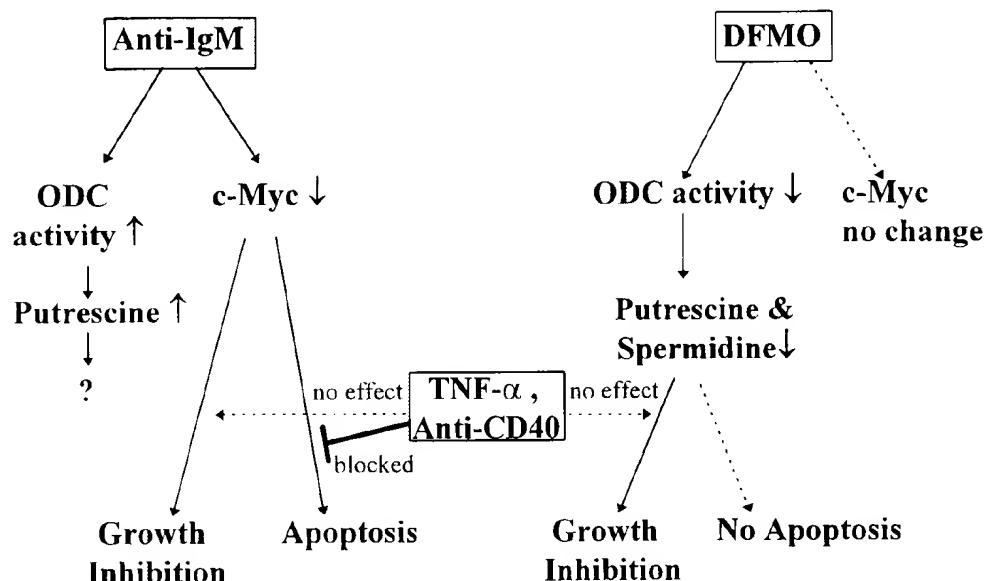 Anti-IgM
DFMO
ODC
activity ↑
c-Myc ↓
ODC activity ↓
c-Myc
no change
Putrescine ↑
?
Putrescine &
Spermidine↓
no effect
TNF-α ,
Anti-CD40
no effect
blocked
Growth
Inhibition
Apoptosis
Growth
Inhibition
No Apoptosis